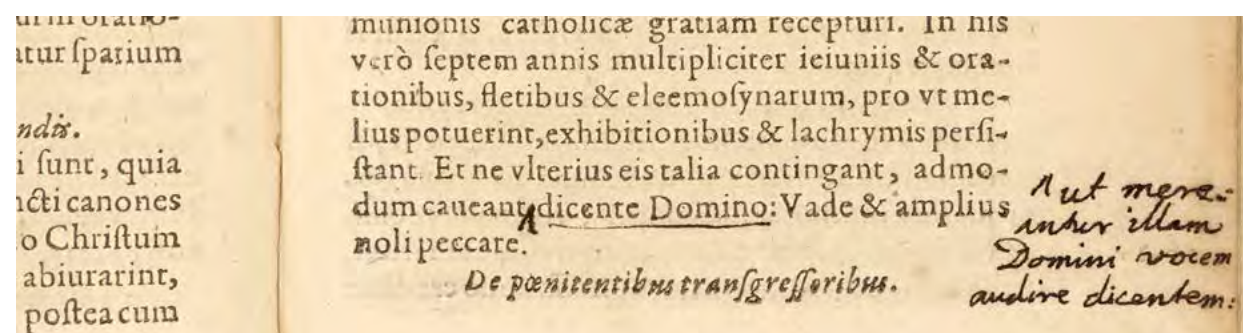 itur ſpatium
ndis.
i ſunt, quia
ncti canones
o Chriſtum
abiurarint,
poſtea cum
munionis catholicæ gratiam recepturi. In his
verò ſeptem annis multipliciter ieiuniis & ora-
tionibus, fletibus & eleemoſynarum, pro vt me-
lius potuerint, exhibitionibus & lachrymis perſi-
ſtant. Et ne vlterius eis talia contingant, admo-
dum caueant, dicente Domino: Vade & amplius
noli peccare.
De pœnitentibus tranſgreſſoribus.
ut mere-
antur illam
Domini vocem
audire dicentem: